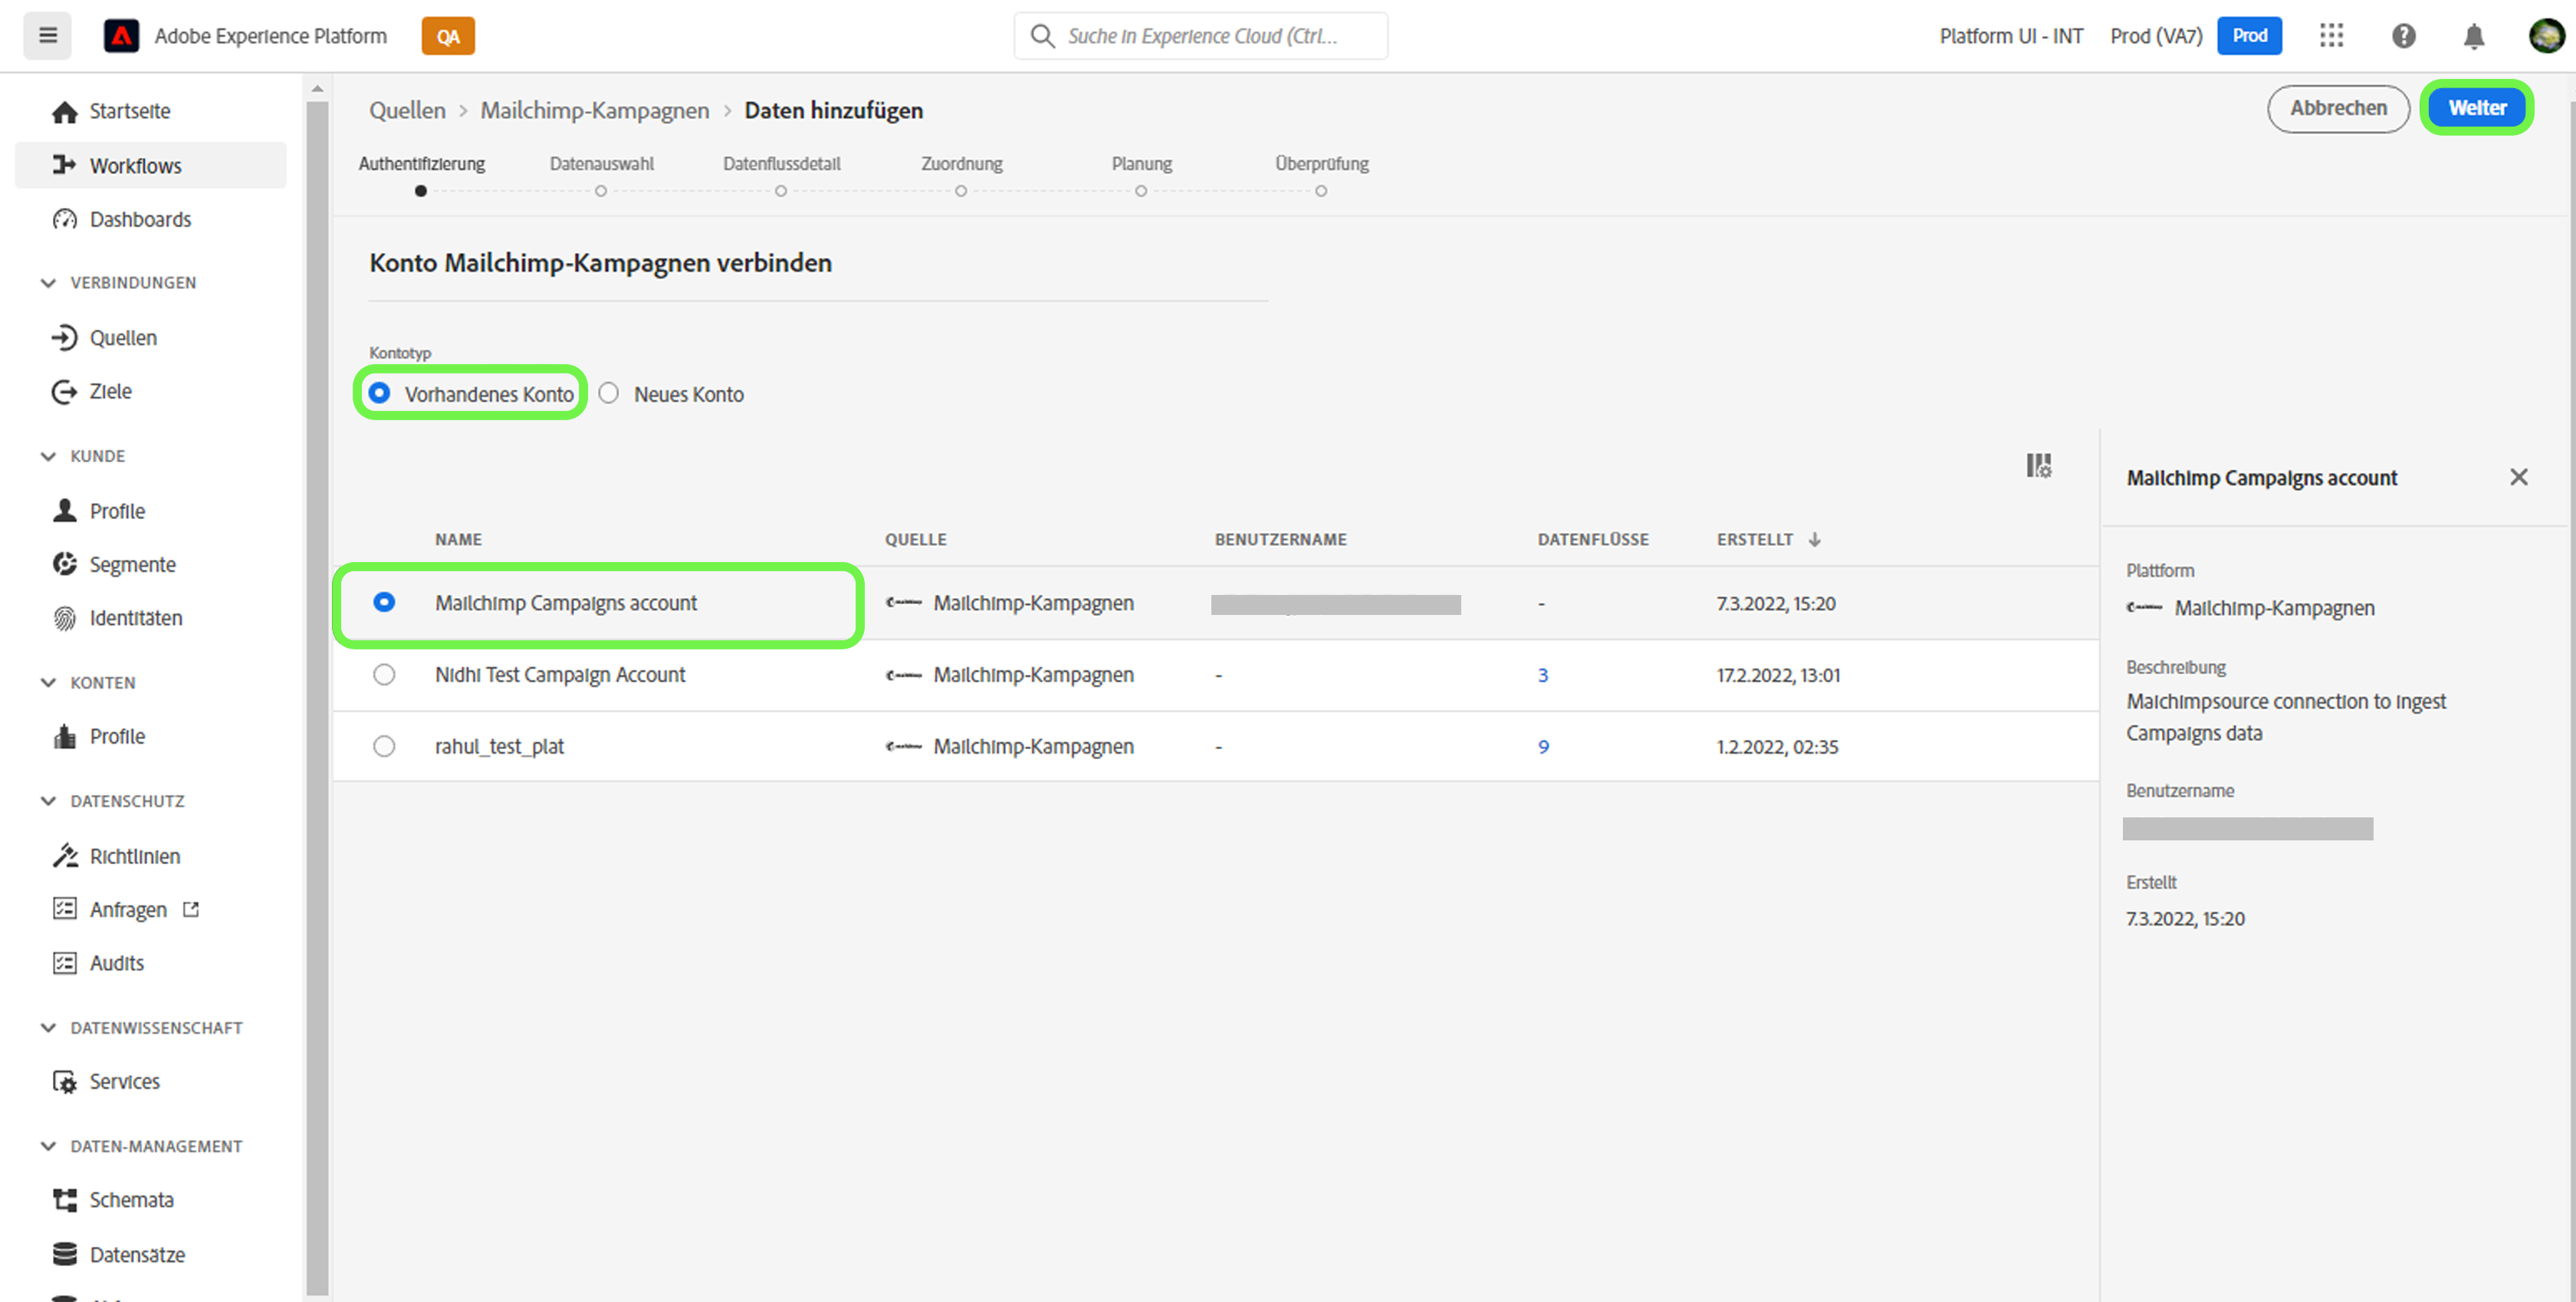 Adobe Experience Platform
QA
Suche in Experience Cloud (Ctrl...
Platform UI - INT
Prod (VA7)
Prod
Startseite
Workflows
Dashboards
VERBINDUNGEN
Quellen
Ziele
KUNDE
Profile
Segmente
Identitäten
KONTEN
Profile
DATENSCHUTZ
Richtlinien
Anfragen
Audits
DATENWISSENSCHAFT
Services
DATEN-MANAGEMENT
Schemata
Datensätze
Quellen > Mailchimp-Kampagnen > Daten hinzufügen
Abbrechen
Weiter
Authentifizierung
Datenauswahl
Datenflussdetail
Zuordnung
Planung
Überprüfung
Konto Mailchimp-Kampagnen verbinden
Kontotyp
Vorhandenes Konto
Neues Konto
NAME QUELLE BENUTZERNAME DATENFLÜSSE ERSTELLT
Mailchimp Campaigns account Mailchimp-Kampagnen - 7.3.2022, 15:20
Nidhi Test Campaign Account Mailchimp-Kampagnen - 3 17.2.2022, 13:01
rahul_test_plat Mailchimp-Kampagnen - 9 1.2.2022, 02:35
Mailchimp Campaigns account
Plattform
Mailchimp-Kampagnen
Beschreibung
Malchimpsource connection to ingest
Campaigns data
Benutzername
Erstellt
7.3.2022, 15:20